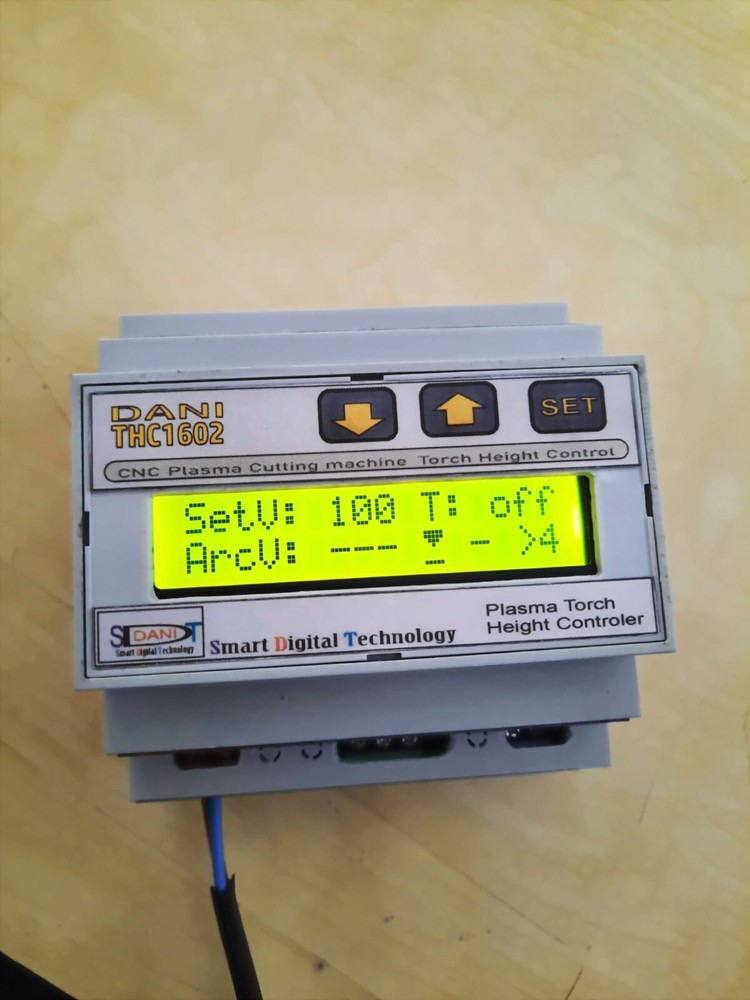 DANI
THC1602
SET
CNC Plasma Cutting machine Torch Height Control
SetV: 100 T: off
ArcV: --- - >4
SDANIDT
Smart Digital Technology
Smart Digital Technology
Plasma Torch
Height Controler